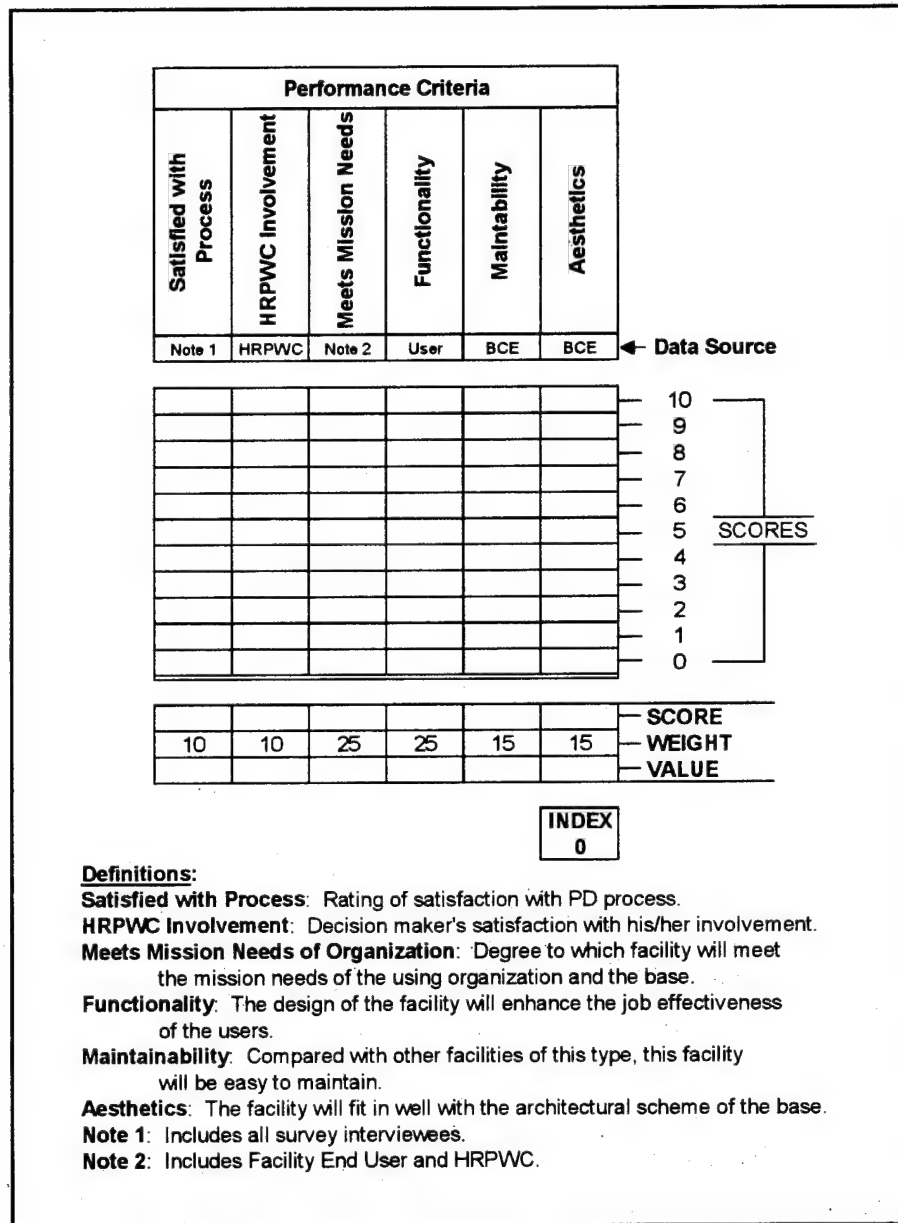 Performance Criteria
Satisfied with
Process
HRPWC Involvement
Meets Mission Needs
Functionality
Maintability
Aesthetics
Note 1 HRPWC Note 2 User BCE BCE Data Source
10
9
8
7
6
5 SCORES
4
3
2
1
0
SCORE
10 10 25 25 15 15 WEIGHT
VALUE
INDEX
0
Definitions:
Satisfied with Process: Rating of satisfaction with PD process.
HRPWC Involvement: Decision maker's satisfaction with his/her involvement.
Meets Mission Needs of Organization: Degree to which facility will meet
the mission needs of the using organization and the base.
Functionality: The design of the facility will enhance the job effectiveness
of the users.
Maintainability: Compared with other facilities of this type, this facility
will be easy to maintain.
Aesthetics: The facility will fit in well with the architectural scheme of the base.
Note 1: Includes all survey interviewees.
Note 2: Includes Facility End User and HRPWC.